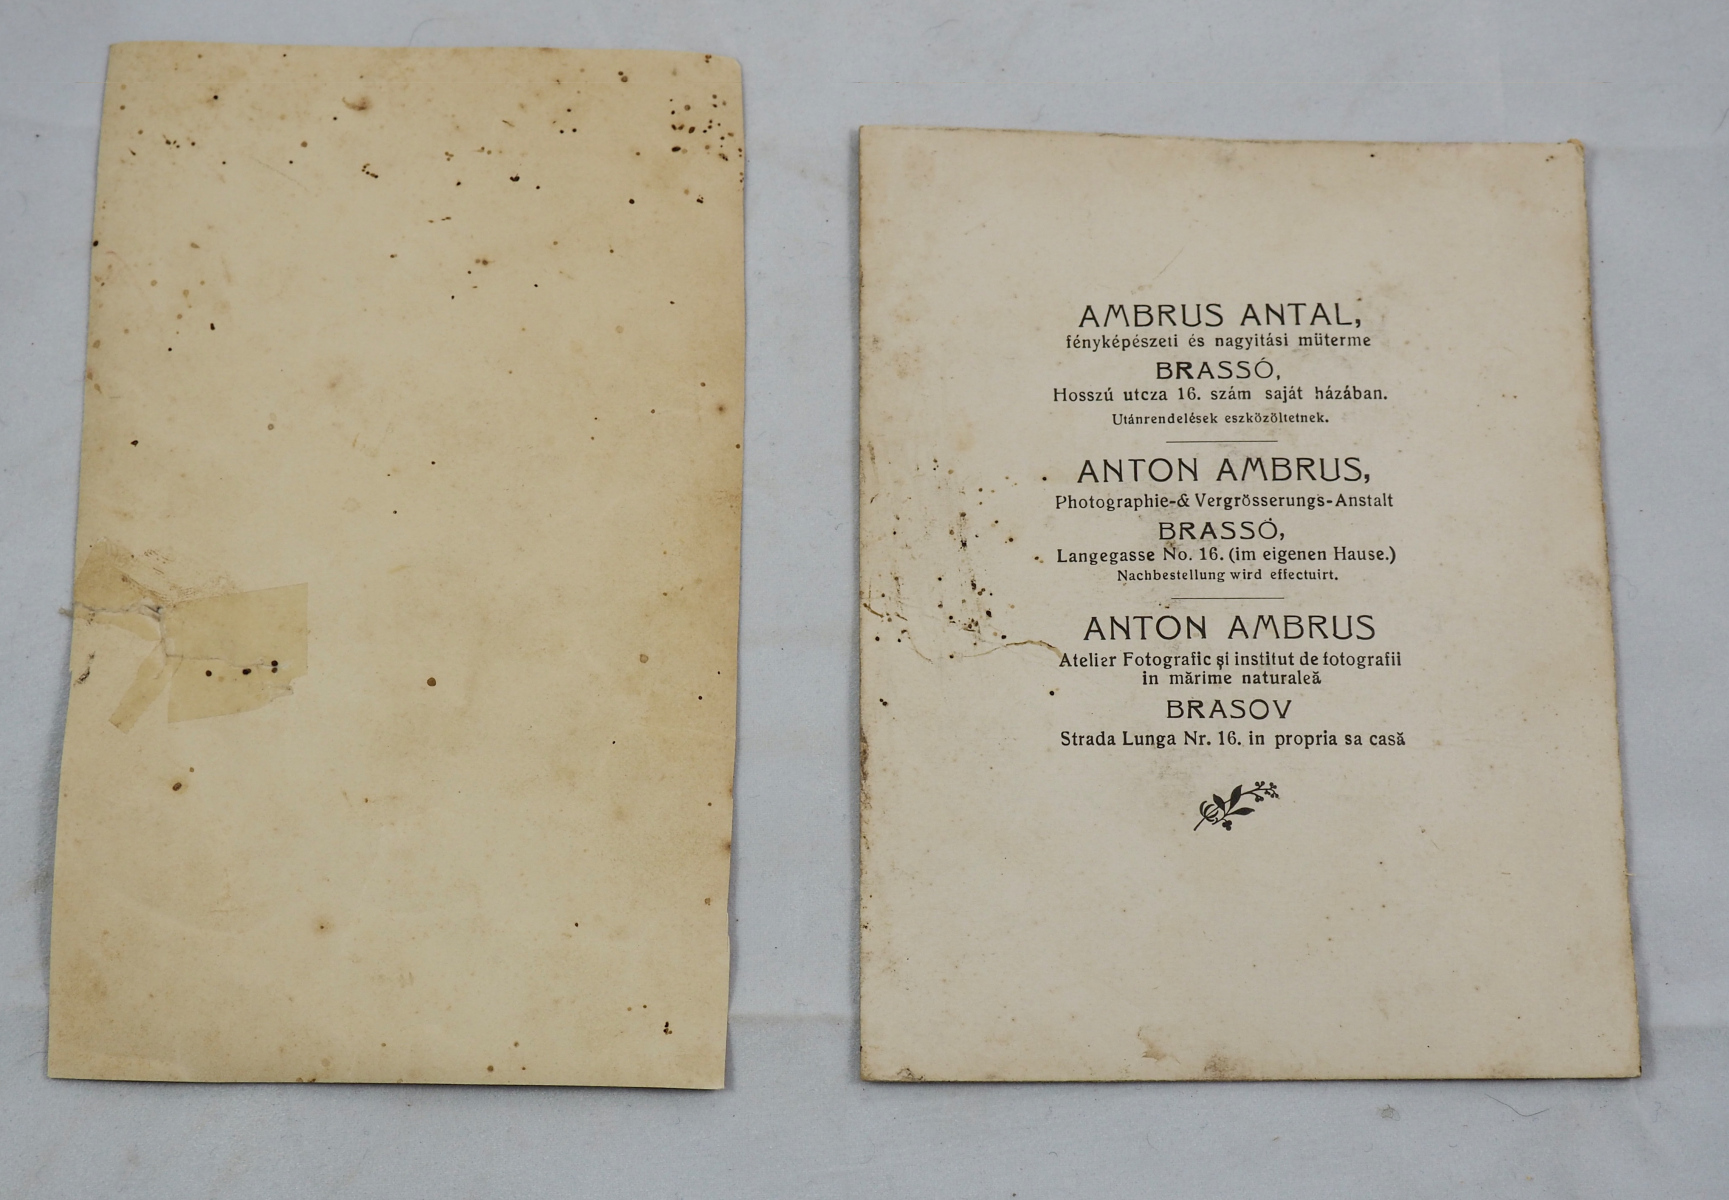 AMBRUS ANTAL,
fényképészeti és nagyitási müterme
BRASSÓ,
Hosszú utcza 16. szám saját házában.
Utánrendelések eszközöltetnek.
ANTON AMBRUS,
Photographie-& Vergrösserungs-Anstalt
BRASSÓ,
Langegasse No. 16. (im eigenen Hause.)
Nachbestellung wird effectuirt.
ANTON AMBRUS
Atelier Fotografic și institut de fotografii
in mărime naturaleă
BRASOV
Strada Lunga Nr. 16. in propria sa casă